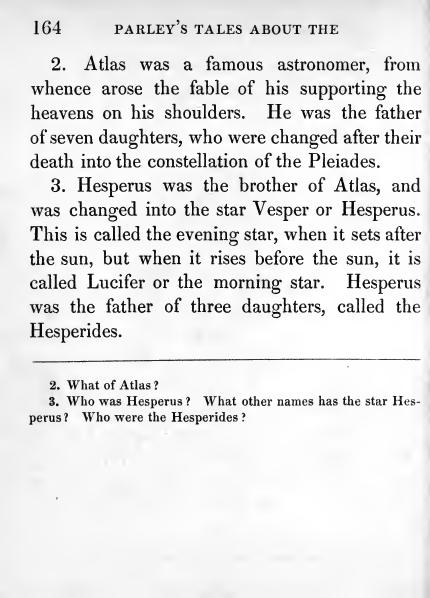 164 PARLEY'S TALES ABOUT THE
2. Atlas was a famous astronomer, from
whence arose the fable of his supporting the
heavens on his shoulders. He was the father
of seven daughters, who were changed after their
death into the constellation of the Pleiades.
3. Hesperus was the brother of Atlas, and
was changed into the star Vesper or Hesperus.
This is called the evening star, when it sets after
the sun, but when it rises before the sun, it is
called Lucifer or the morning star. Hesperus
was the father of three daughters, called the
Hesperides.
2. What of Atlas?
3. Who was Hesperus? What other names has the star Hes-
perus? Who were the Hesperides?